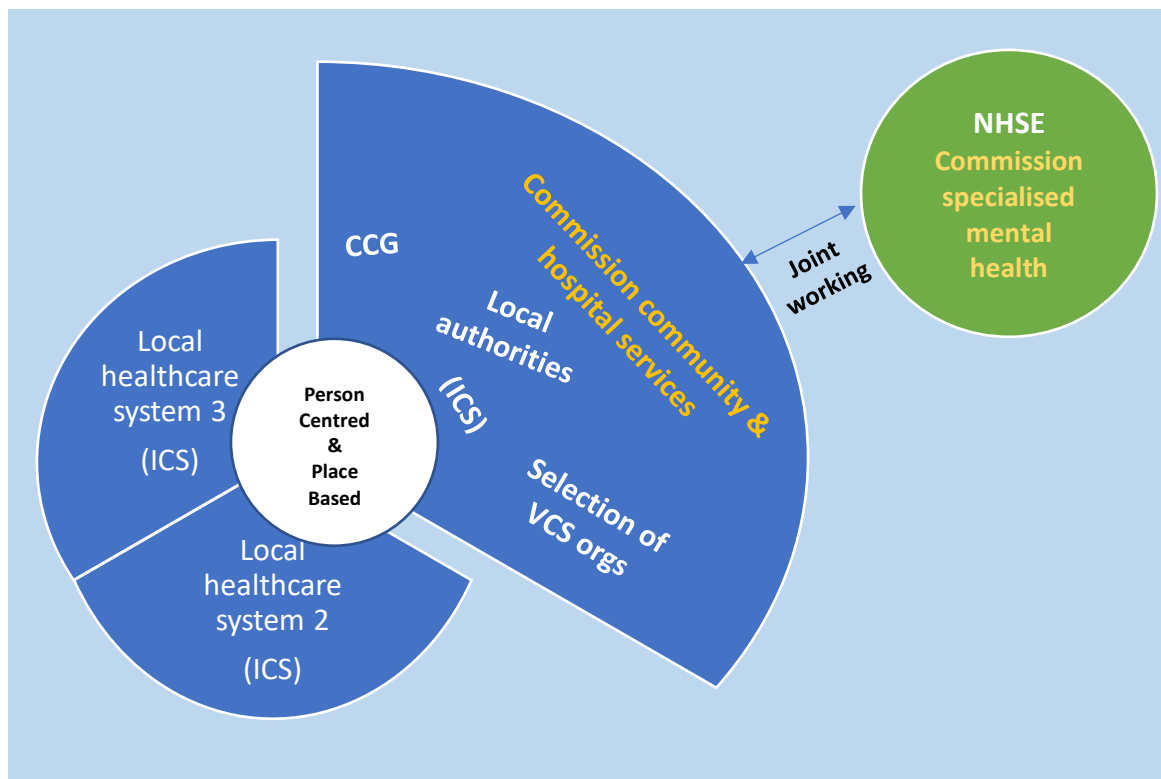 NHSE
Commission
specialised
mental
health
Joint
working
Commission community &
hospital services
CCG
Local
authorities
(ICS)
Selection of
VCS orgs
Person
Centred
&
Place
Based
Local
healthcare
system 3
(ICS)
Local
healthcare
system 2
(ICS)